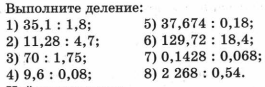 Выполните деление:
1) 35,1 : 1,8; 5) 37,674 : 0,18;
2) 11,28 : 4,7; 6) 129,72 : 18,4;
3) 70 : 1,75; 7) 0,1428 : 0,068;
4) 9,6 : 0,08; 8) 2 268 : 0,54.